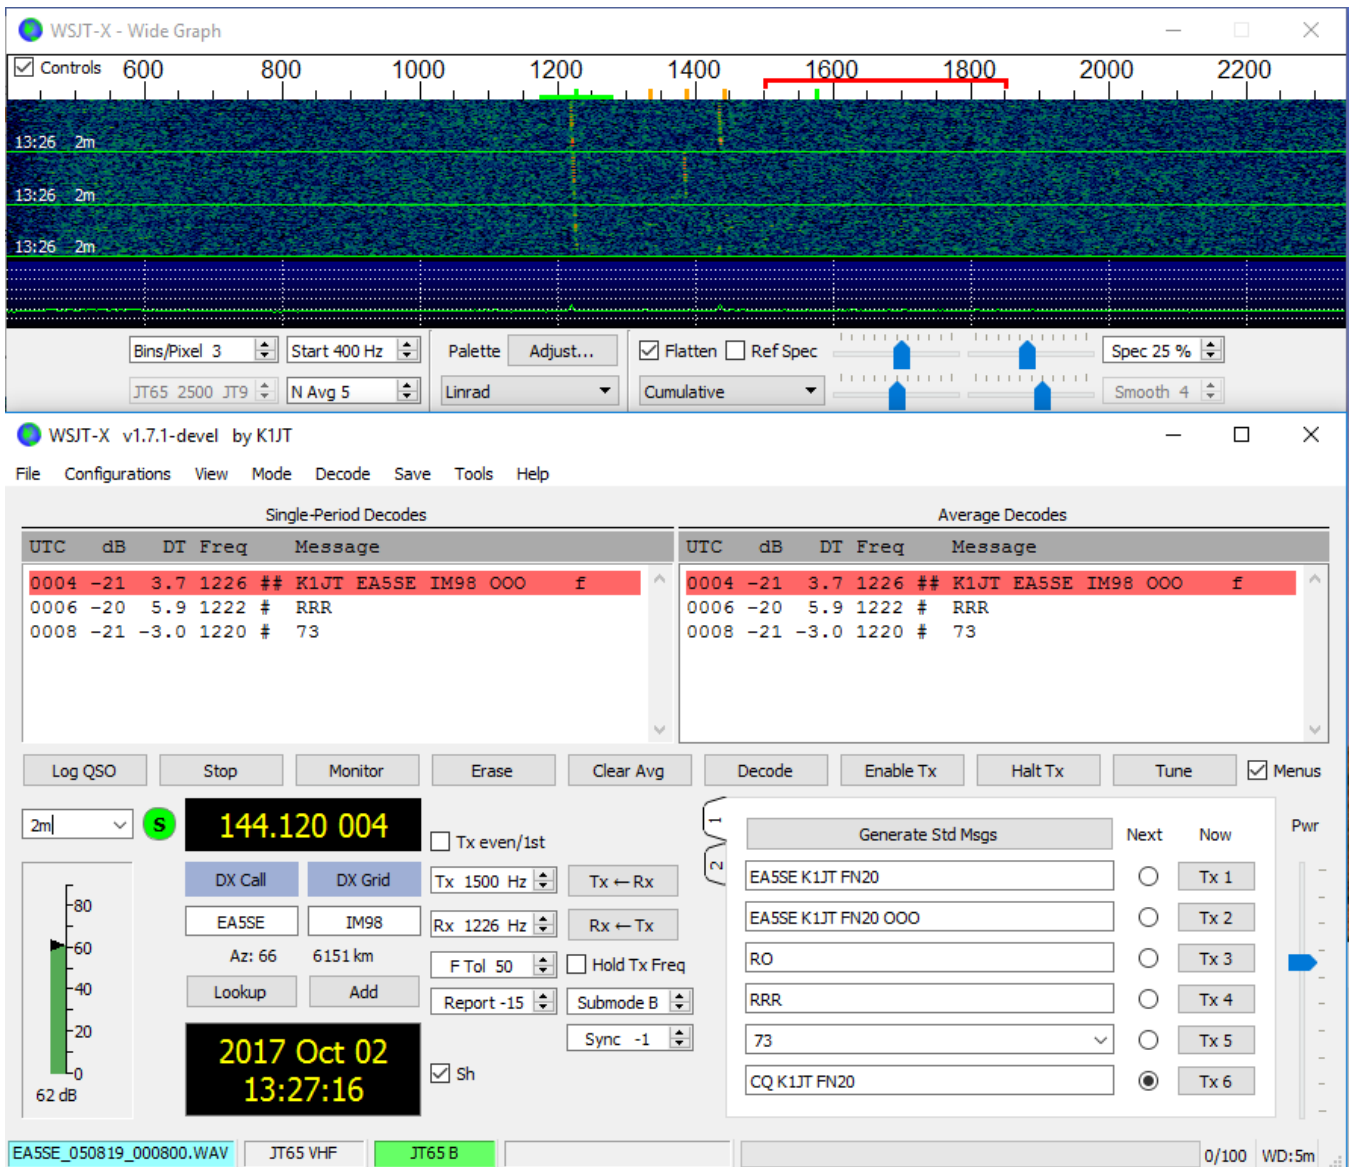 WSJT-X - Wide Graph
Controls 600 800 1000 1200 1400 1600 1800 2000 2200
13:26 2m
13:26 2m
13:26 2m
Bins/Pixel 3 Start 400 Hz Palette Adjust... Flatten Ref Spec Spec 25 %
JT65 2500 JT9 N Avg 5 Linrad Cumulative Smooth 4
WSJT-X v1.7.1-devel by K1JT
File Configurations View Mode Decode Save Tools Help
Single-Period Decodes Average Decodes
UTC dB DT Freq Message UTC dB DT Freq Message
0004 -21 3.7 1226 ## K1JT EA5SE IM98 OOO f 0004 -21 3.7 1226 ## K1JT EA5SE IM98 OOO f
0006 -20 5.9 1222 # RRR 0006 -20 5.9 1222 # RRR
0008 -21 -3.0 1220 # 73 0008 -21 -3.0 1220 # 73
Log QSO Stop Monitor Erase Clear Avg Decode Enable Tx Halt Tx Tune Menus
2m S 144.120 004 Tx even/1st 1 Generate Std Msgs Next Now Pwr
DX Call DX Grid Tx 1500 Hz Tx ← Rx 2 EA5SE K1JT FN20 Tx 1
-80 EA5SE IM98 Rx 1226 Hz Rx ← Tx EA5SE K1JT FN20 OOO Tx 2
-60 Az: 66 6151 km F Tol 50 Hold Tx Freq RO Tx 3
-40 Lookup Add Report -15 Submode B RRR Tx 4
-20 2017 Oct 02 Sync -1 73 Tx 5
-0 13:27:16 Sh CQ K1JT FN20 Tx 6
62 dB
EA5SE_050819_000800.WAV JT65 VHF JT65 B 0/100 WD:5m